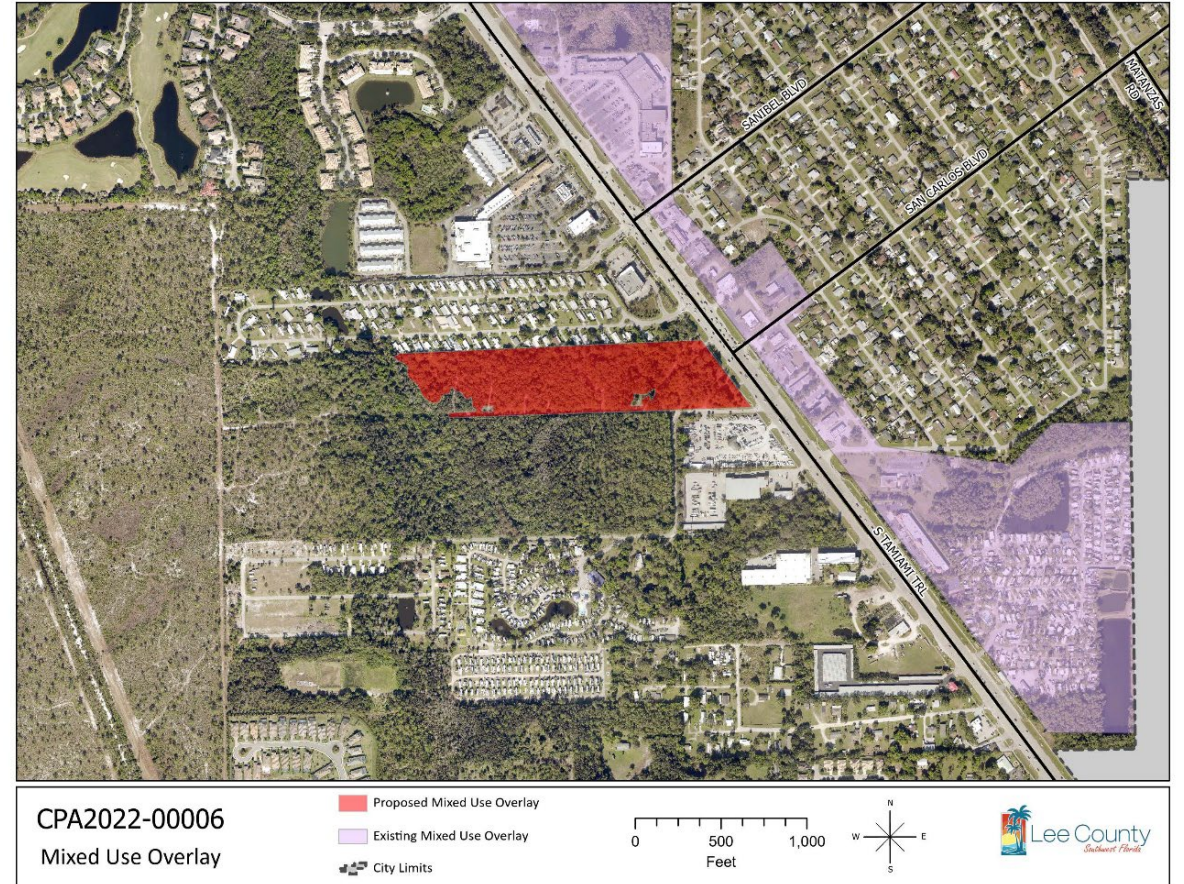 SANIBEL BLVD
SAN CARLOS BLVD
MATANZAS
RD
S TAMIAMI TRL
CPA2022-00006
Mixed Use Overlay
Proposed Mixed Use Overlay
Existing Mixed Use Overlay
City Limits
0 500 1,000
Feet
N
W E
S
Lee County
Southwest Florida